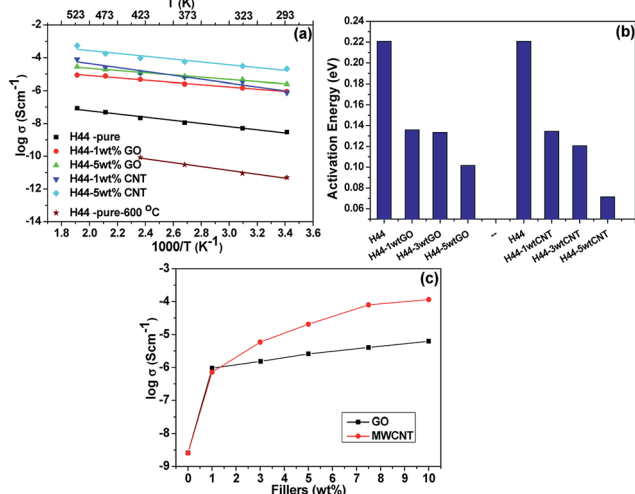 T (K)
523 473 423 373 323 293
(a)
-2
-4
-6
-8
-10
-12
-14
log σ (Scm⁻¹)
H44 -pure
H44-1wt% GO
H44-5wt% GO
H44-1wt% CNT
H44-5wt% CNT
H44 -pure-600 °C
1.8 2.0 2.2 2.4 2.6 2.8 3.0 3.2 3.4 3.6
1000/T (K⁻¹)
(b)
0.24
0.22
0.20
0.18
0.16
0.14
0.12
0.10
0.08
0.06
Activation Energy (eV)
H44
H44-1wtGO
H44-3wtGO
H44-5wtGO
--
H44
H44-1wtCNT
H44-3wtCNT
H44-5wtCNT
(c)
-3
-4
-5
-6
-7
-8
-9
log σ (Scm⁻¹)
GO
MWCNT
0 1 2 3 4 5 6 7 8 9 10
Fillers (wt%)